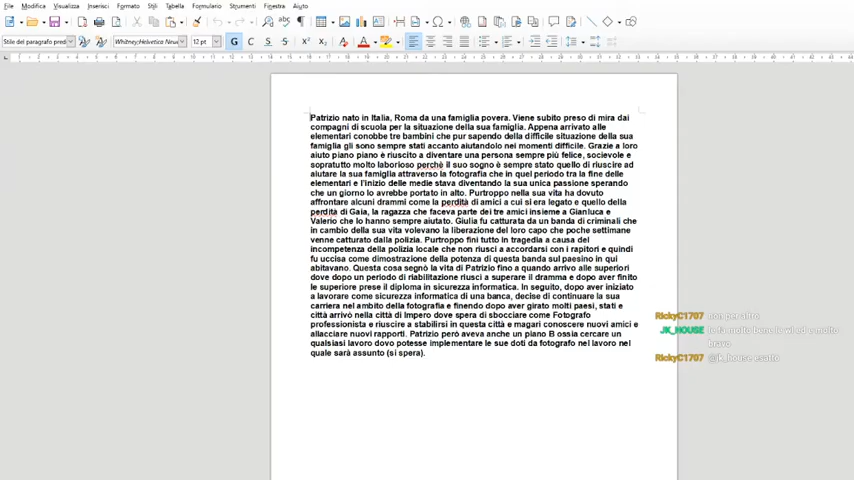 File Modifica Visualizza Inserisci Formato Stili Tabella Formulario Strumenti Finestra Aiuto
Stile del paragrafo pred Whitney;Helvetica Neue 12 pt G C S S
Patrizio nato in Italia, Roma da una famiglia povera. Viene subito preso di mira dai
compagni di scuola per la situazione della sua famiglia. Appena arrivato alle
elementari conobbe tre bambini che pur sapendo della difficile situazione della sua
famiglia gli sono sempre stati accanto aiutandolo nei momenti difficile. Grazie a loro
aiuto piano piano è riuscito a diventare una persona sempre più felice, socievole e
sopratutto molto laborioso perchè il suo sogno è sempre stato quello di riuscire ad
aiutare la sua famiglia attraverso la fotografia che in quel periodo tra la fine delle
elementari e l'inizio delle medie stava diventando la sua unica passione sperando
che un giorno lo avrebbe portato in alto. Purtroppo nella sua vita ha dovuto
affrontare alcuni drammi come la perdità di amici a cui si era legato e quello della
perdità di Gaia, la ragazza che faceva parte dei tre amici insieme a Gianluca e
Valerio che lo hanno sempre aiutato. Giulia fu catturata da un banda di criminali che
in cambio della sua vita volevano la liberazione del loro capo che poche settimane
venne catturato dalla polizia. Purtroppo finì tutto in tragedia a causa del
incompetenza della polizia locale che non riuscì a accordarsi con i rapitori e quindi
fu uccisa come dimostrazione della potenza di questa banda sul paesino in qui
abitavano. Questa cosa segnò la vita di Patrizio fino a quando arrivo alle superiori
dove dopo un periodo di riabilitazione riuscì a superare il dramma e dopo aver finito
le superiore prese il diploma in sicurezza informatica. In seguito, dopo aver iniziato
a lavorare come sicurezza informatica di una banca, decise di continuare la sua
carriera nel ambito della fotografia e finendo dopo aver girato molti paesi, stati e
città arrivò nella città di Impero dove spera di sbocciare come Fotografo
professionista e riuscire a stabilirsi in questa città e magari conoscere nuovi amici e
allacciare nuovi rapporti. Patrizio però aveva anche un piano B ossia cercare un
qualsiasi lavoro dovo potesse implementare le sue doti da fotografo nel lavoro nel
quale sarà assunto (si spera).
RickyC1707 non per altro
JK_HOUSE molto bene
bravo
RickyC1707 @jk_house esatto